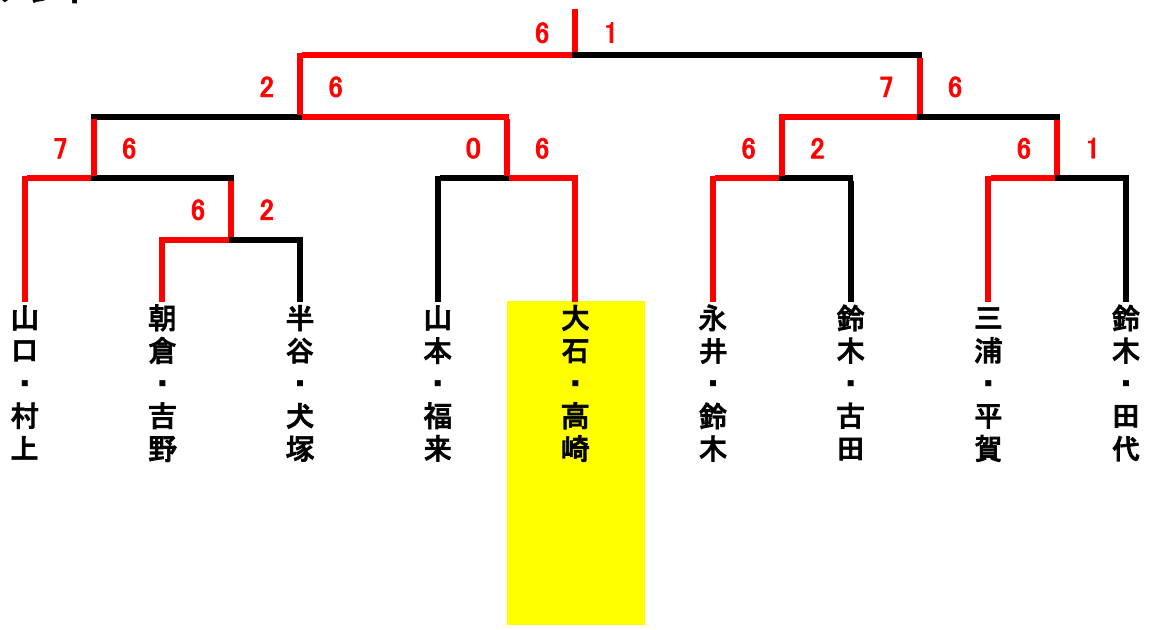 6 1
2 6
7 6
7 6
0 6
6 2
6 1
6 2
山口・村上
朝倉・吉野
半谷・犬塚
山本・福来
大石・高崎
永井・鈴木
鈴木・古田
三浦・平賀
鈴木・田代